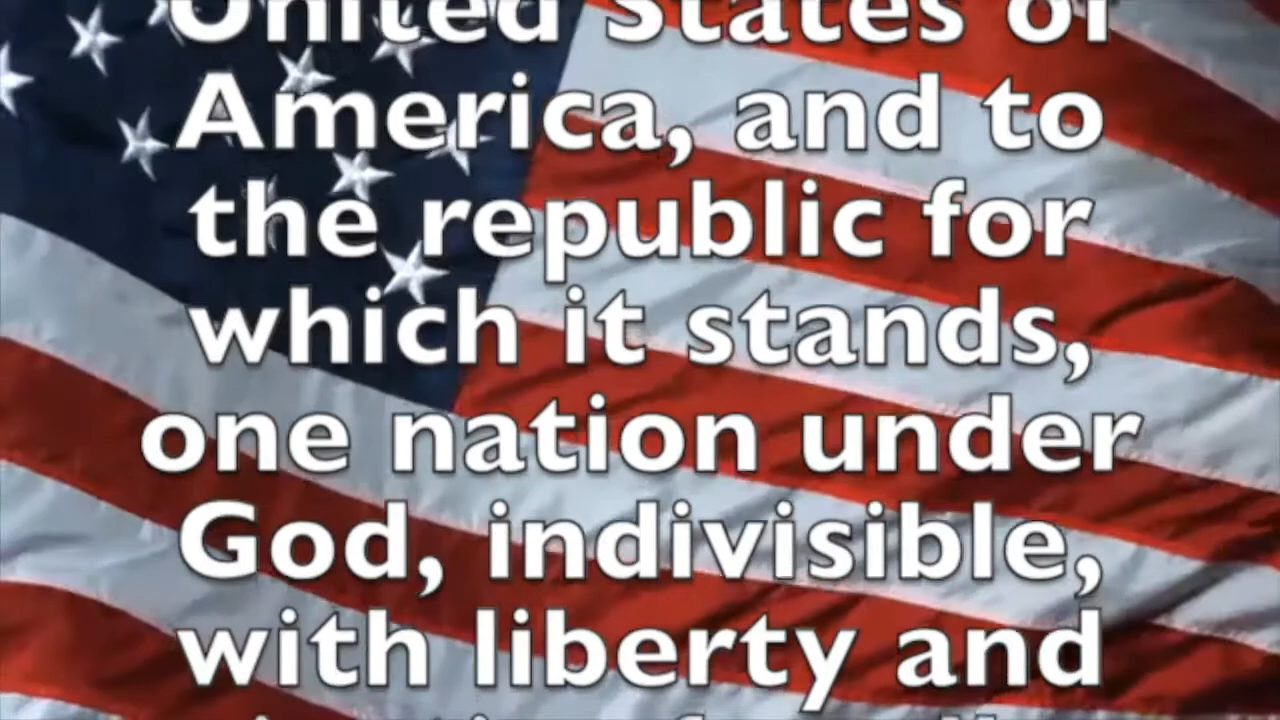 United States of
America, and to
the republic for
which it stands,
one nation under
God, indivisible,
with liberty and